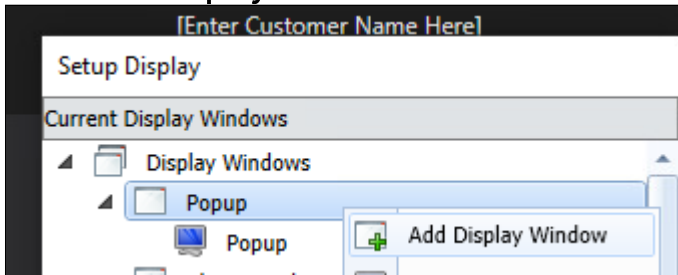 [Enter Customer Name Here]
Setup Display
Current Display Windows
Display Windows
Popup
Popup
Add Display Window